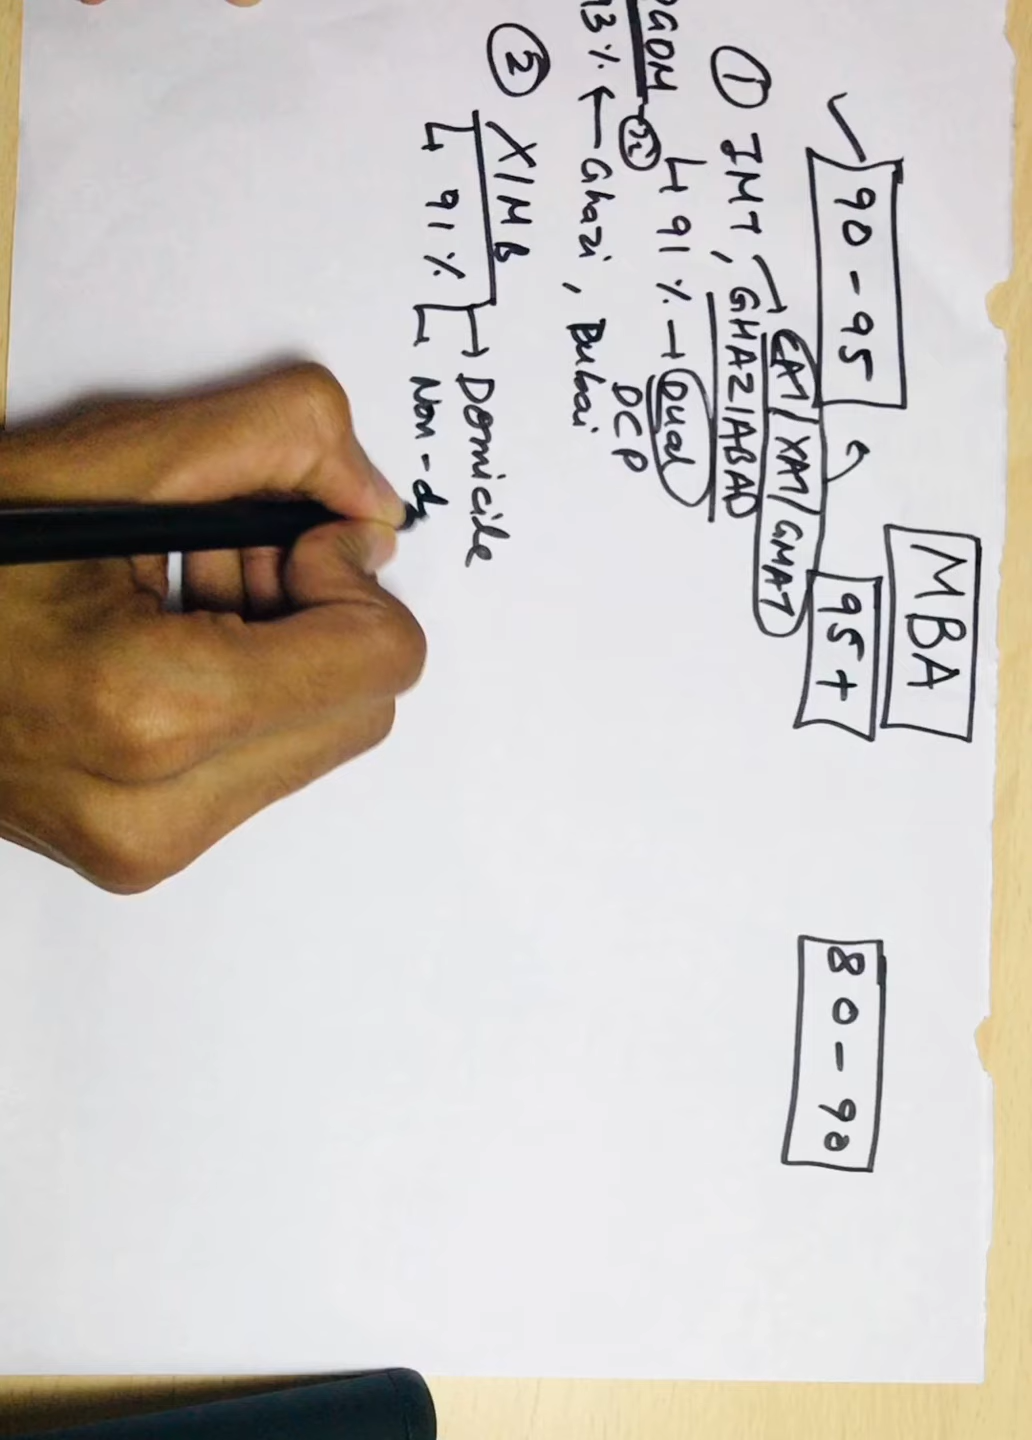 MBA
90-95
95+
80-90
① IMT, GHAZIABAD → CAT/XAT/GMAT
↳ 91% → Dual
DCP
PGDM
93% ← Ghazi, Dubai
② XIMB → Domicile
↳ 91% Non-do